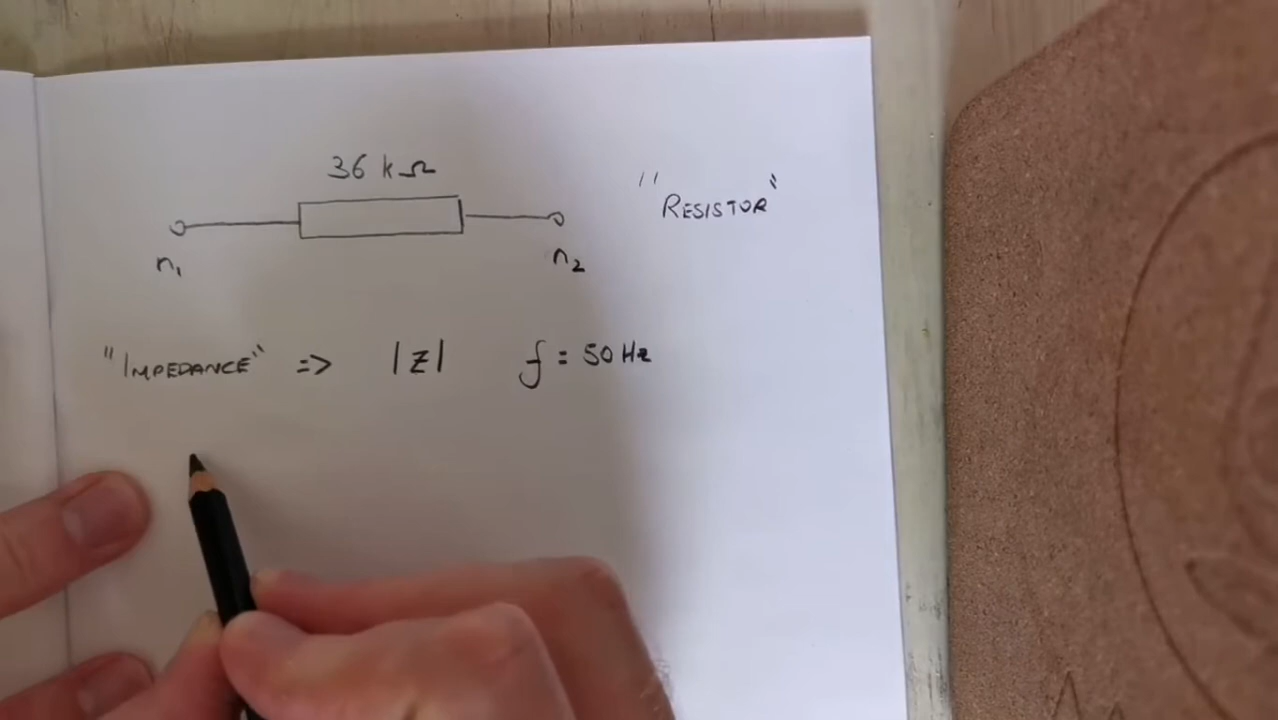 36 kΩ
"RESISTOR"
n₁ n₂
"IMPEDANCE" => |Z| f = 50 Hz